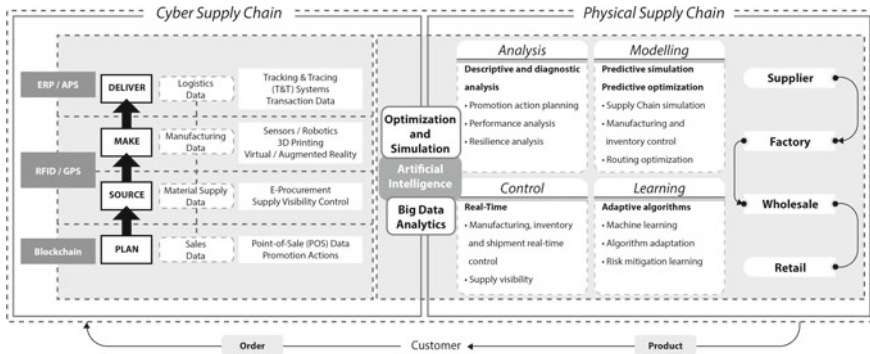 Cyber Supply Chain
Physical Supply Chain
ERP / APS
RFID / GPS
Blockchain
DELIVER
MAKE
SOURCE
PLAN
Logistics
Data
Manufacturing
Data
Material Supply
Data
Sales
Data
Tracking & Tracing
(T&T) Systems
Transaction Data
Sensors / Robotics
3D Printing
Virtual / Augmented Reality
E-Procurement
Supply Visibility Control
Point-of-Sale (POS) Data
Promotion Actions
Optimization
and
Simulation
Artificial
Intelligence
Big Data
Analytics
Analysis
Descriptive and diagnostic
analysis
• Promotion action planning
• Performance analysis
• Resilience analysis
Modelling
Predictive simulation
Predictive optimization
• Supply Chain simulation
• Manufacturing and
inventory control
• Routing optimization
Control
Real-Time
• Manufacturing, inventory
and shipment real-time
control
• Supply visibility
Learning
Adaptive algorithms
• Machine learning
• Algorithm adaptation
• Risk mitigation learning
Supplier
Factory
Wholesale
Retail
Order
Customer
Product